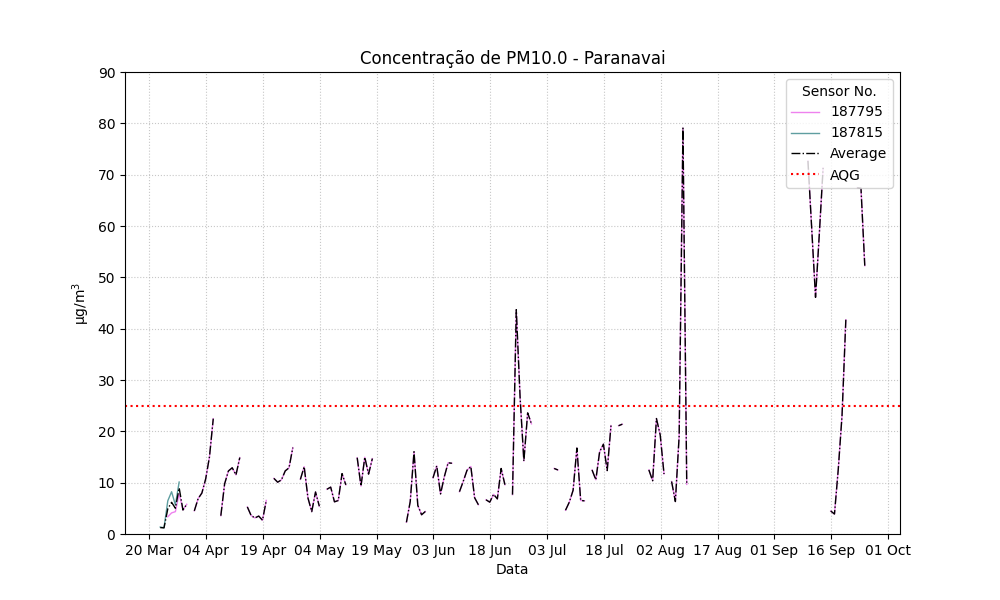 Concentração de PM10.0 - Paranavai
µg/m³
90
80
70
60
50
40
30
20
10
0
Sensor No.
187795
187815
Average
AQG
20 Mar 04 Apr 19 Apr 04 May 19 May 03 Jun 18 Jun 03 Jul 18 Jul 02 Aug 17 Aug 01 Sep 16 Sep 01 Oct
Data